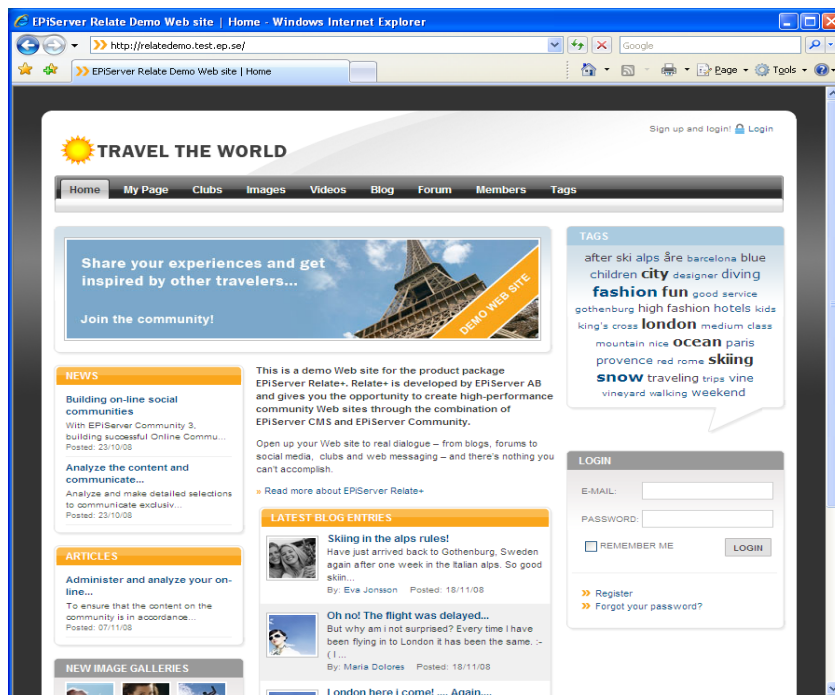 EPiServer Relate Demo Web site | Home - Windows Internet Explorer
http://relatedemo.test.ep.se/
Google
EPiServer Relate Demo Web site | Home
Page
Tools
Sign up and login! Login
TRAVEL THE WORLD
Home My Page Clubs Images Videos Blog Forum Members Tags
Share your experiences and get
inspired by other travelers...
Join the community!
DEMO WEB SITE
NEWS
Building on-line social
communities
With EPiServer Community 3,
building successful Online Commu...
Posted: 23/10/08
Analyze the content and
communicate...
Analyze and make detailed selections
to communicate exclusiv...
Posted: 23/10/08
ARTICLES
Administer and analyze your on-
line...
To ensure that the content on the
community is in accordance...
Posted: 07/11/08
NEW IMAGE GALLERIES
This is a demo Web site for the product package
EPiServer Relate+. Relate+ is developed by EPiServer AB
and gives you the opportunity to create high-performance
community Web sites through the combination of
EPiServer CMS and EPiServer Community.
Open up your Web site to real dialogue – from blogs, forums to
social media, clubs and web messaging – and there's nothing you
can't accomplish.
» Read more about EPiServer Relate+
LATEST BLOG ENTRIES
Skiing in the alps rules!
Have just arrived back to Gothenburg, Sweden
again after one week in the Italian alps. So good
skiin...
By: Eva Jonsson Posted: 18/11/08
Oh no! The flight was delayed...
But why am i not surprised? Every time I have
been flying in to London it has been the same. :-
( I ...
By: Maria Dolores Posted: 18/11/08
London here i come! .... Again....
TAGS
after ski alps åre barcelona blue
children city designer diving
fashion fun good service
gothenburg high fashion hotels kids
king's cross london medium class
mountain nice ocean paris
provence red rome skiing
snow traveling trips vine
vineyard walking weekend
LOGIN
E-MAIL:
PASSWORD:
REMEMBER ME
LOGIN
» Register
» Forgot your password?